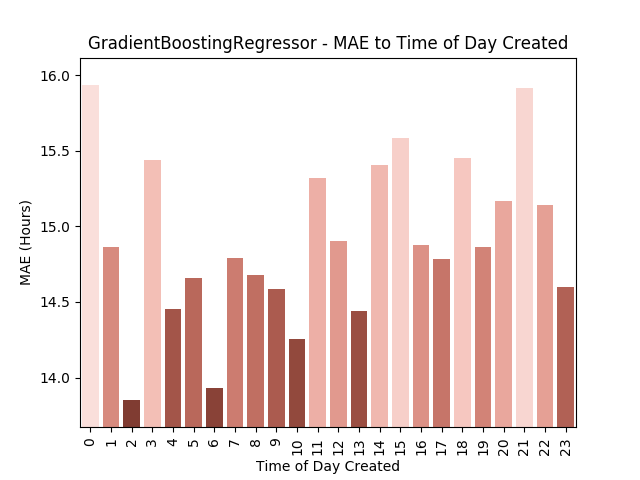 GradientBoostingRegressor - MAE to Time of Day Created
16.0
15.5
15.0
14.5
14.0
MAE (Hours)
0 1 2 3 4 5 6 7 8 9 10 11 12 13 14 15 16 17 18 19 20 21 22 23
Time of Day Created